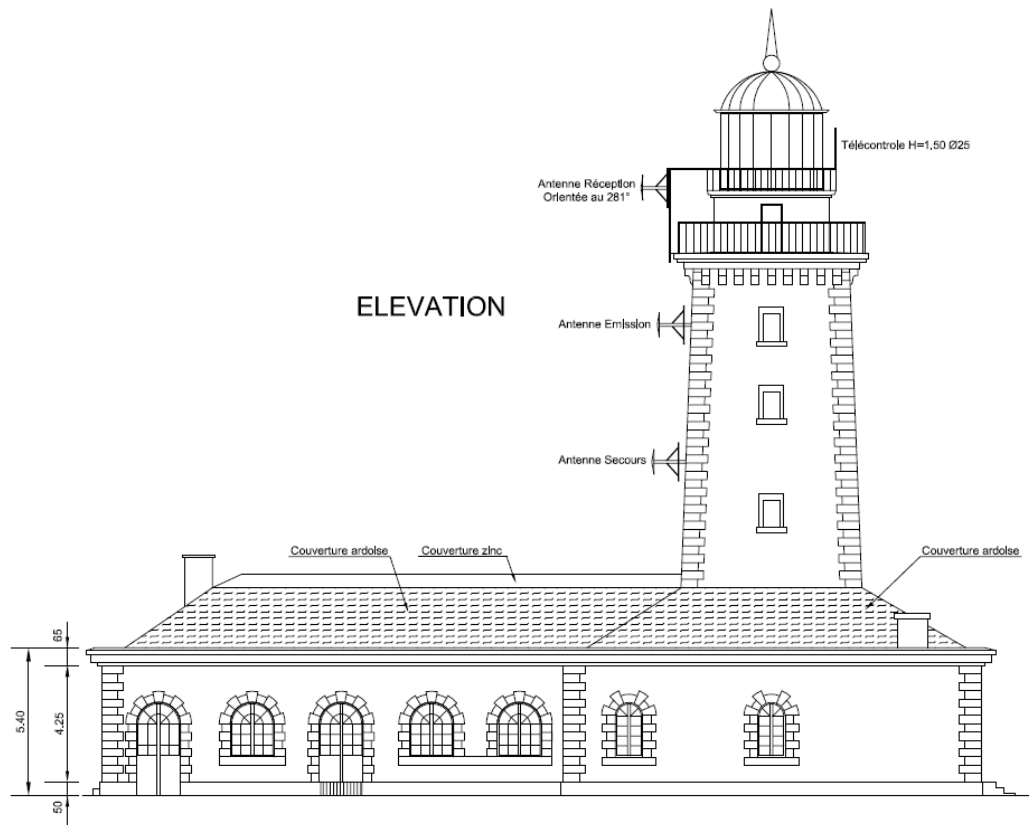 Télécontrole H=1,50 Ø25
Antenne Réception
Orientée au 281°
ELEVATION
Antenne Emission
Antenne Secours
Couverture ardoise
Couverture zinc
Couverture ardoise
65
5.40
4.25
50